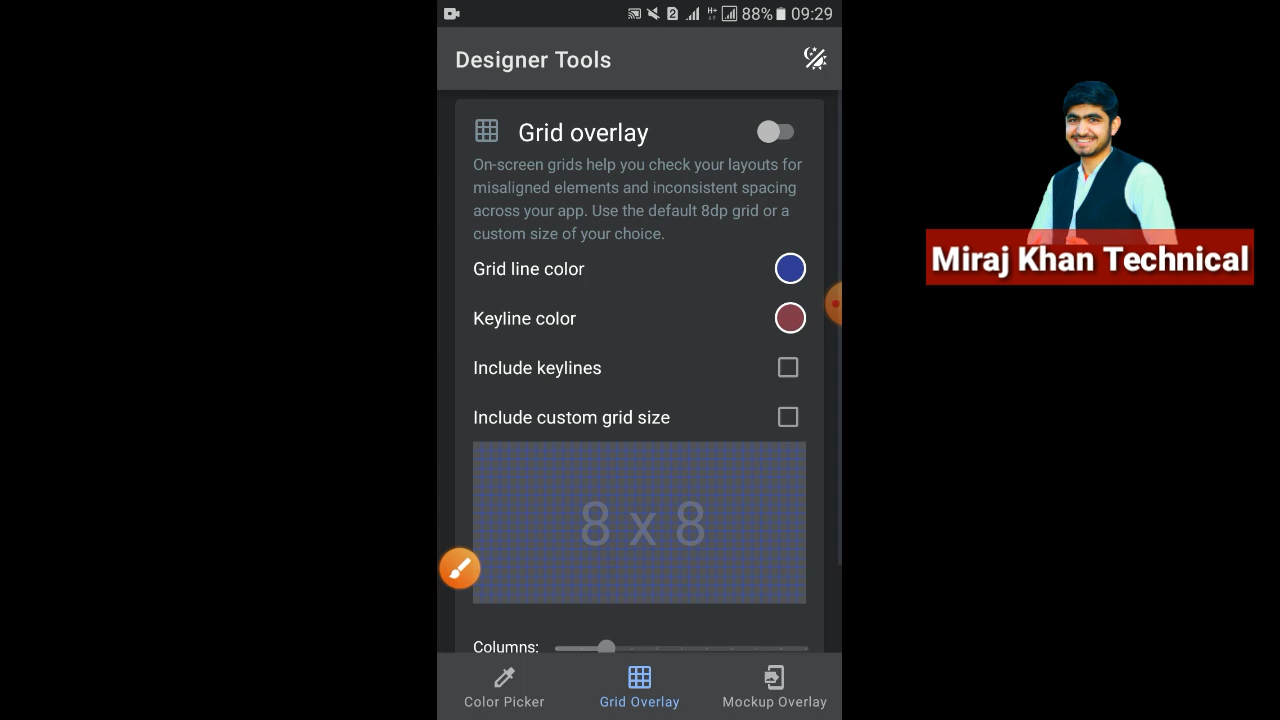 2 H+ 88% 09:29
Designer Tools
Grid overlay
On-screen grids help you check your layouts for
misaligned elements and inconsistent spacing
across your app. Use the default 8dp grid or a
custom size of your choice.
Grid line color
Keyline color
Include keylines
Include custom grid size
8 x 8
Columns:
Color Picker
Grid Overlay
Mockup Overlay
Miraj Khan Technical